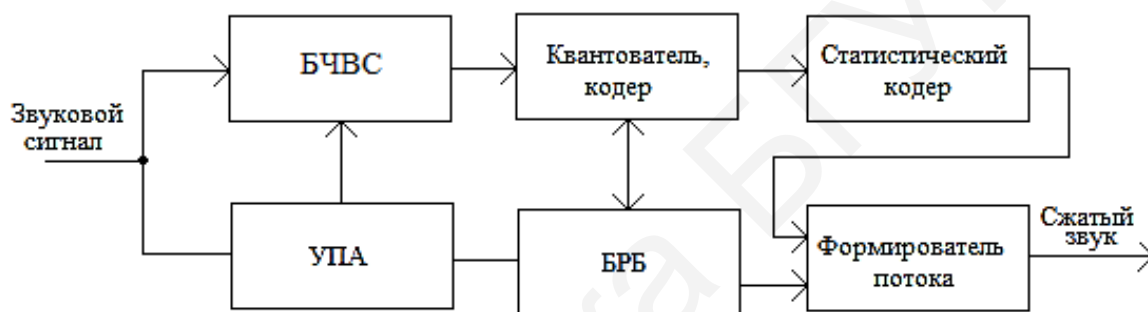 БЧВС
Квантователь,
кодер
Статистический
кодер
Звуковой
сигнал
УПА
БРБ
Формирователь
потока
Сжатый
звук